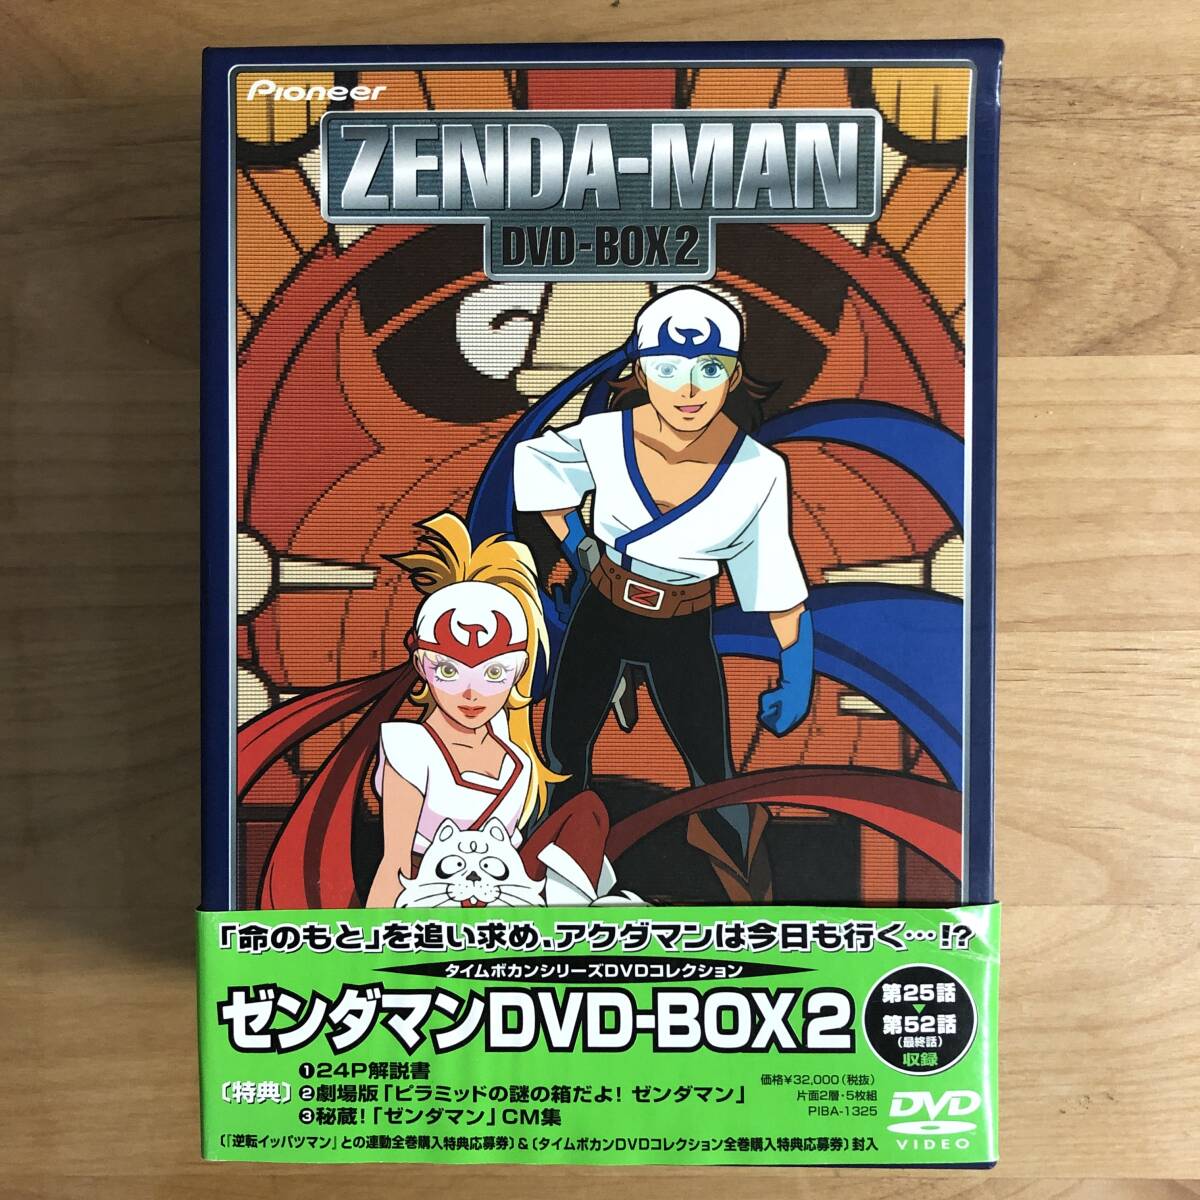 Pioneer
ZENDA-MAN
DVD-BOX2
Z
「命のもと」を追い求め、アクダマンは今日も行く…!?
タイムボカンシリーズDVDコレクション
ゼンダマンDVD-BOX2
第25話
▼
第52話
(最終話)
収録
〔特典〕
❶24P解説書
❷劇場版「ピラミッドの謎の箱だよ! ゼンダマン」
❸秘蔵!「ゼンダマン」CM集
価格¥32,000(税抜)
片面2層・5枚組
PIBA-1325
DVD
VIDEO
(「逆転イッパツマン」との連動全巻購入特典応募券)&(タイムボカンDVDコレクション全巻購入特典応募券)封入